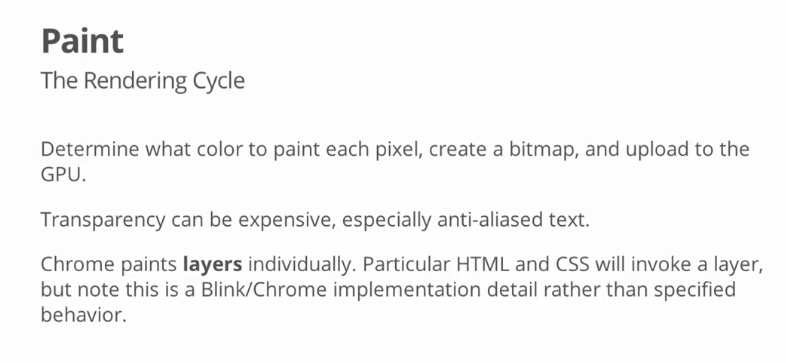 Paint
The Rendering Cycle
Determine what color to paint each pixel, create a bitmap, and upload to the
GPU.
Transparency can be expensive, especially anti-aliased text.
Chrome paints layers individually. Particular HTML and CSS will invoke a layer,
but note this is a Blink/Chrome implementation detail rather than specified
behavior.